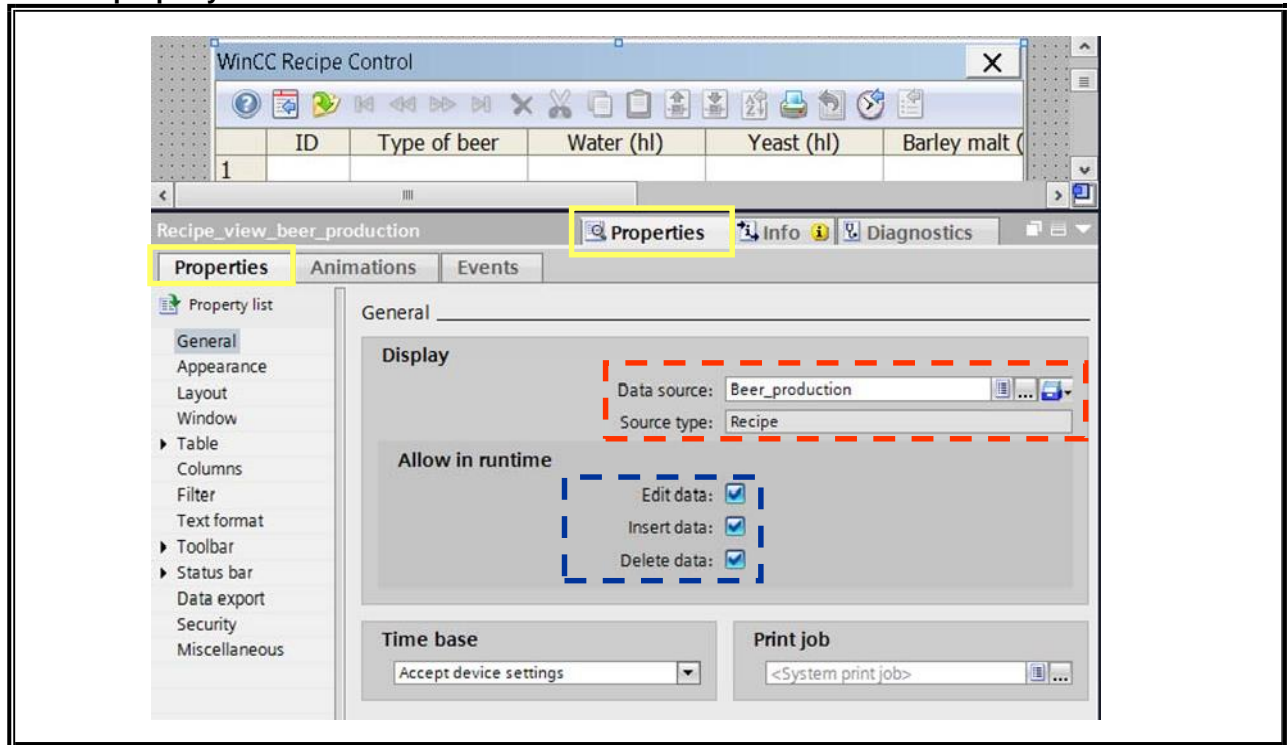 WinCC Recipe Control
ID Type of beer Water (hl) Yeast (hl) Barley malt (
1
Recipe_view_beer_production Properties Info Diagnostics
Properties Animations Events
Property list
General
Appearance
Layout
Window
Table
Columns
Filter
Text format
Toolbar
Status bar
Data export
Security
Miscellaneous
General
Display
Data source: Beer_production ...
Source type: Recipe
Allow in runtime
Edit data:
Insert data:
Delete data:
Time base
Accept device settings
Print job
<System print job> ...